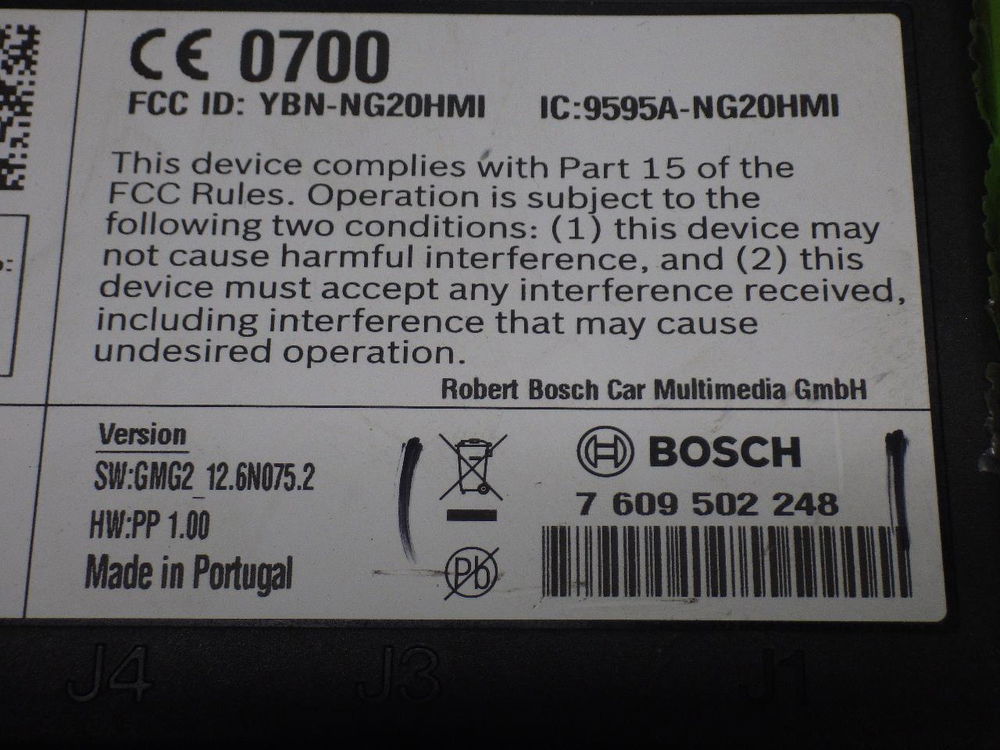 CE 0700
FCC ID: YBN-NG20HMI IC:9595A-NG20HMI
This device complies with Part 15 of the
FCC Rules. Operation is subject to the
following two conditions: (1) this device may
not cause harmful interference, and (2) this
device must accept any interference received,
including interference that may cause
undesired operation.
Robert Bosch Car Multimedia GmbH
Version
SW:GMG2_12.6N075.2
HW:PP 1.00
Made in Portugal
Pb
BOSCH
7 609 502 248
J4 J3 J1